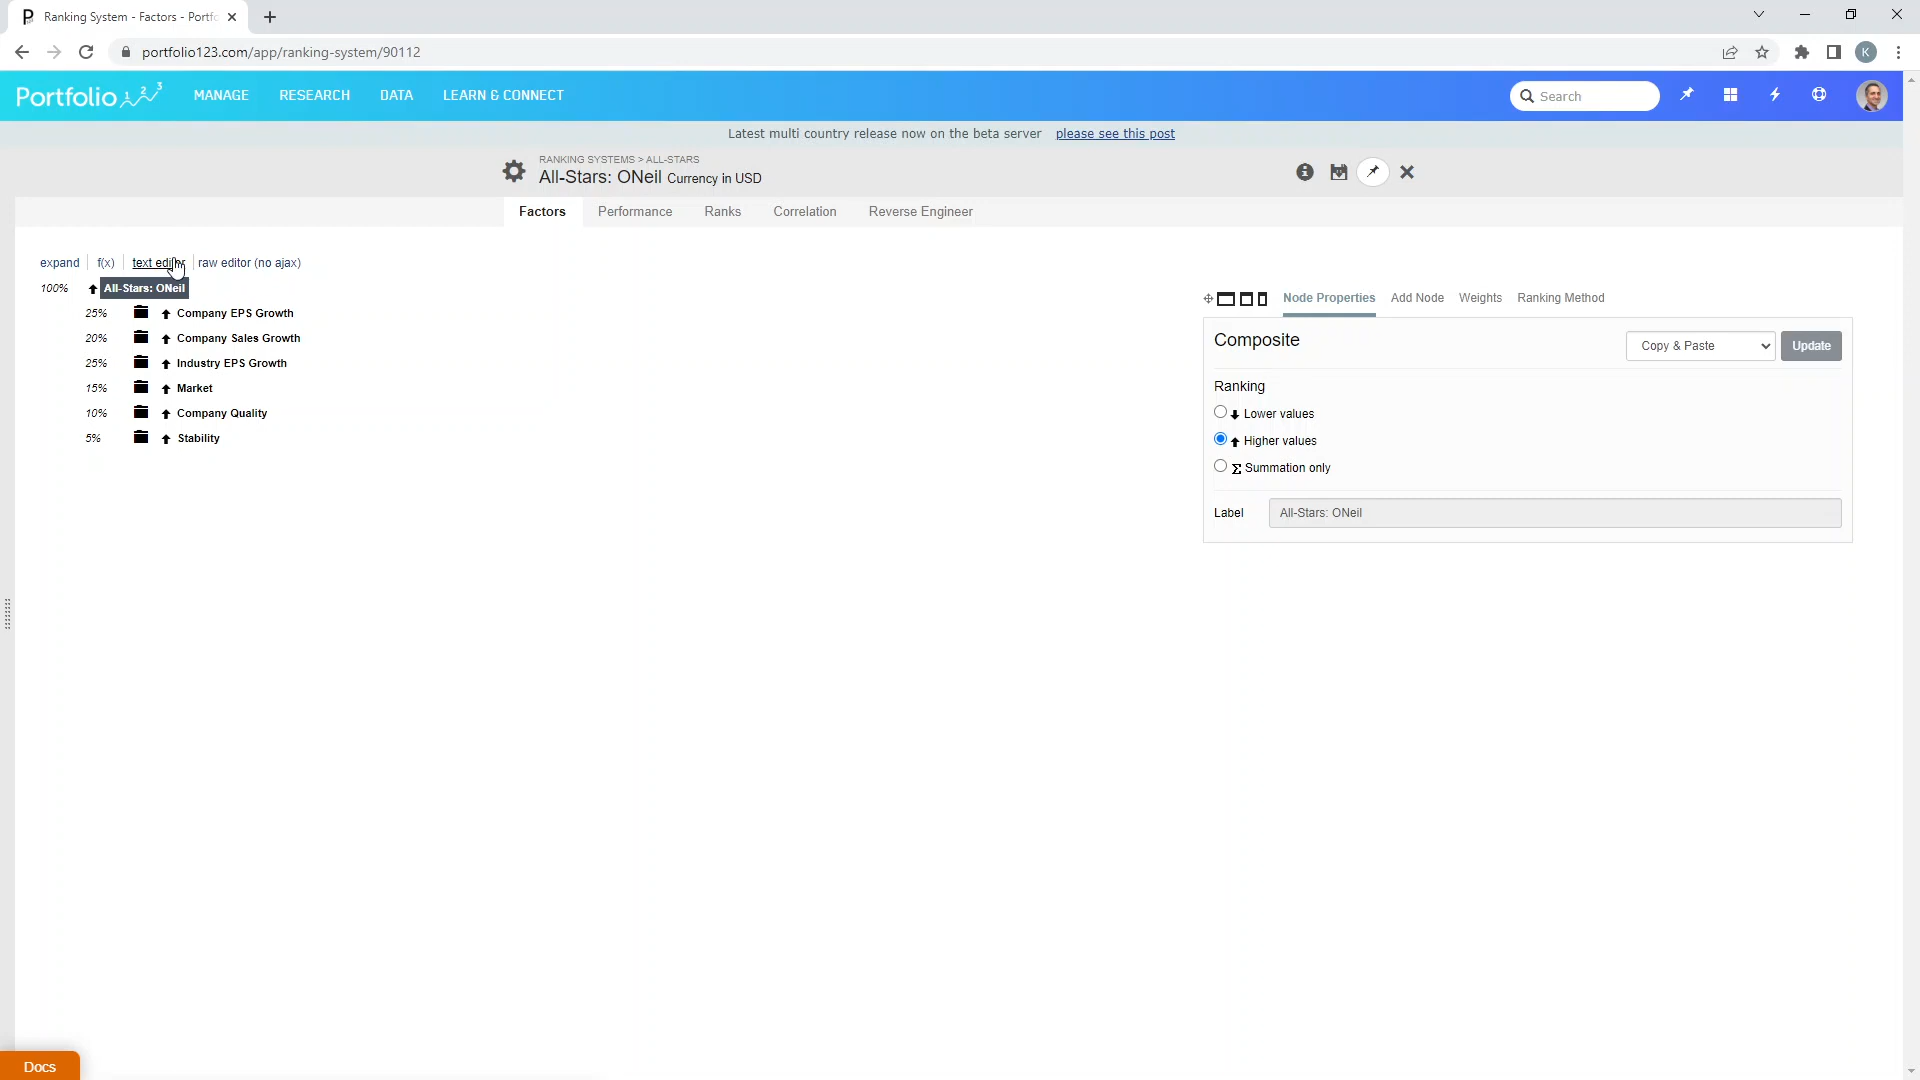 Ranking System - Factors - Portfo
portfolio123.com/app/ranking-system/90112
K
Portfolio 123
MANAGE
RESEARCH
DATA
LEARN & CONNECT
Search
Latest multi country release now on the beta server please see this post
RANKING SYSTEMS > ALL-STARS
All-Stars: ONeil Currency in USD
Factors
Performance
Ranks
Correlation
Reverse Engineer
expand
f(x)
text editor
raw editor (no ajax)
100% All-Stars: ONeil
25% Company EPS Growth
20% Company Sales Growth
25% Industry EPS Growth
15% Market
10% Company Quality
5% Stability
Node Properties
Add Node
Weights
Ranking Method
Composite
Copy & Paste
Update
Ranking
Lower values
Higher values
Σ Summation only
Label All-Stars: ONeil
Docs